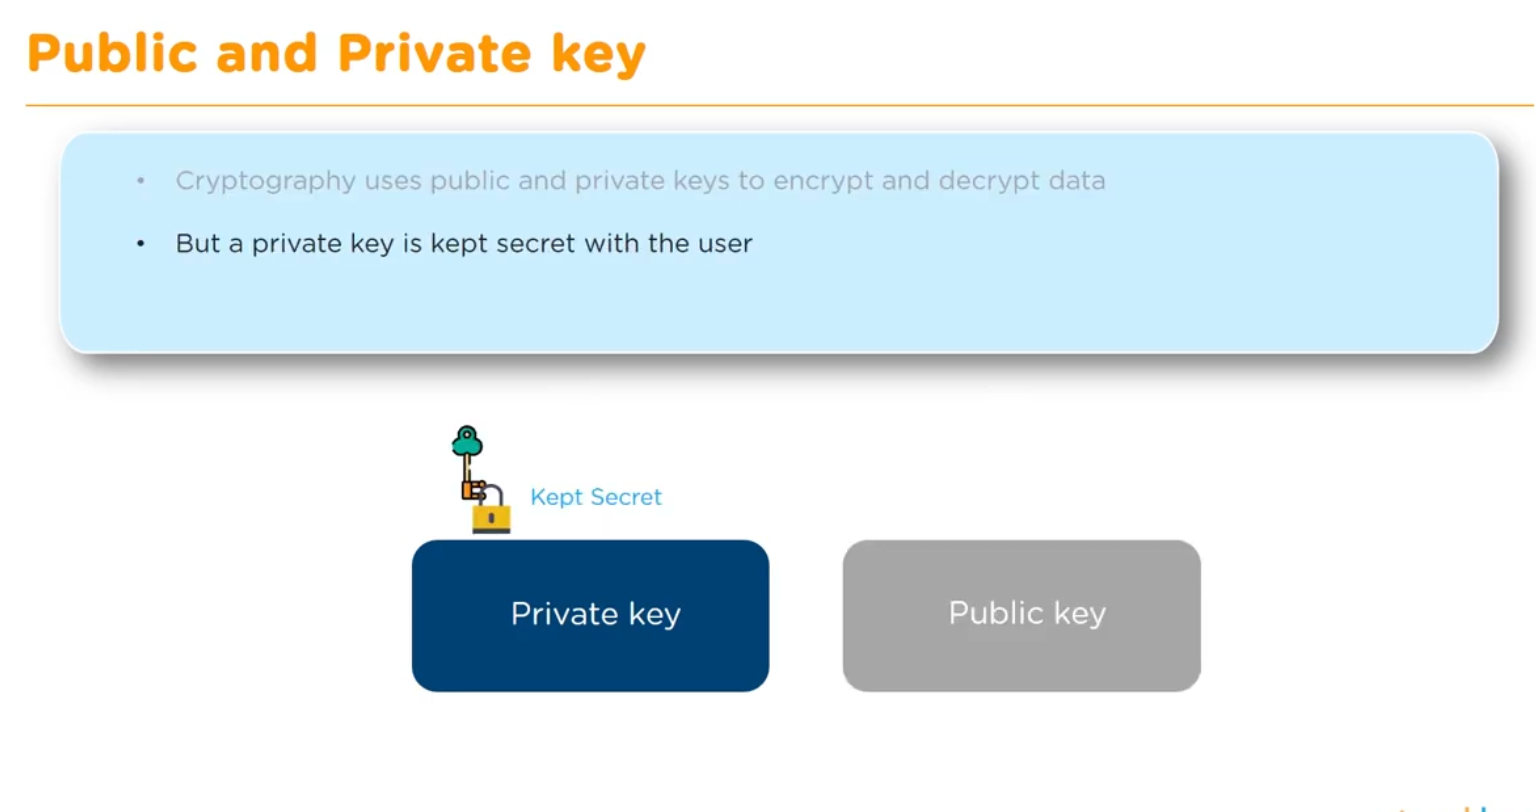 Public and Private key
• Cryptography uses public and private keys to encrypt and decrypt data
• But a private key is kept secret with the user
Kept Secret
Private key
Public key